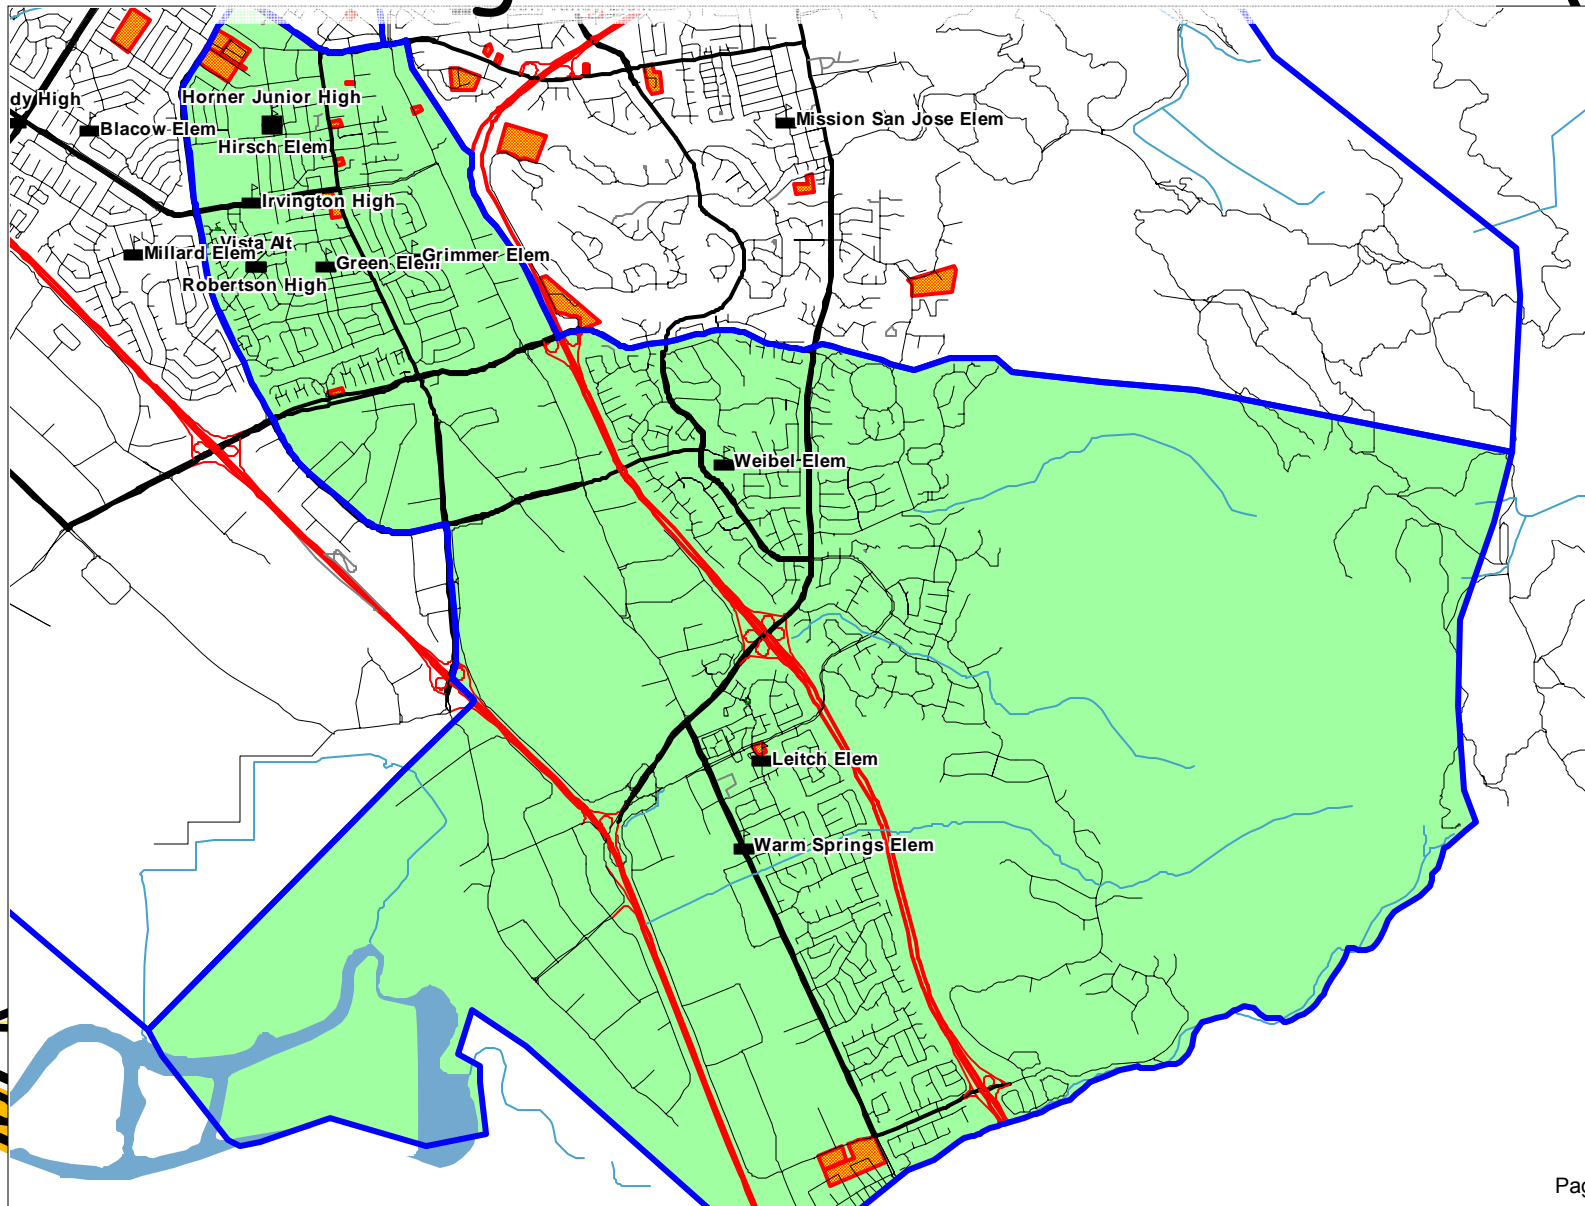 dy High
Horner Junior High
Blacow Elem
Mission San Jose Elem
Hirsch Elem
Irvington High
Vista Alt
Millard Elem
Green Elem
Grimmer Elem
Robertson High
Weibel Elem
Leitch Elem
Warm Springs Elem
Pag